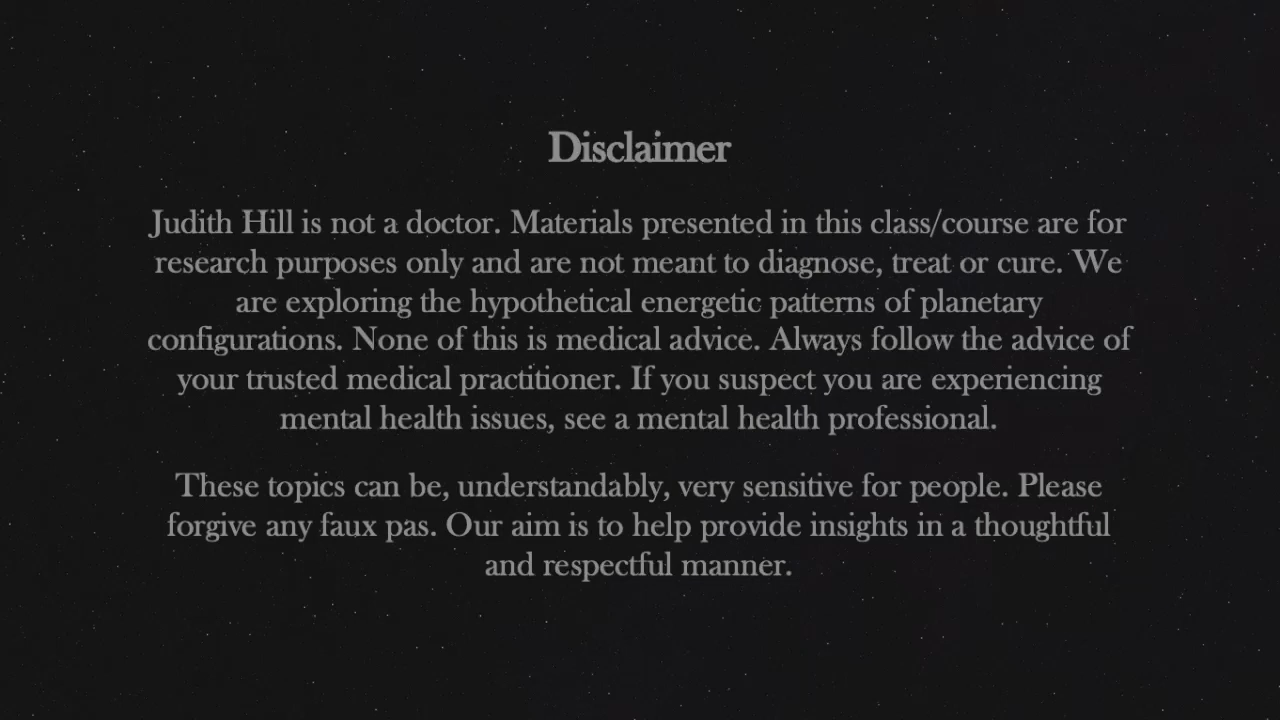 Disclaimer
Judith Hill is not a doctor. Materials presented in this class/course are for
research purposes only and are not meant to diagnose, treat or cure. We
are exploring the hypothetical energetic patterns of planetary
configurations. None of this is medical advice. Always follow the advice of
your trusted medical practitioner. If you suspect you are experiencing
mental health issues, see a mental health professional.
These topics can be, understandably, very sensitive for people. Please
forgive any faux pas. Our aim is to help provide insights in a thoughtful
and respectful manner.